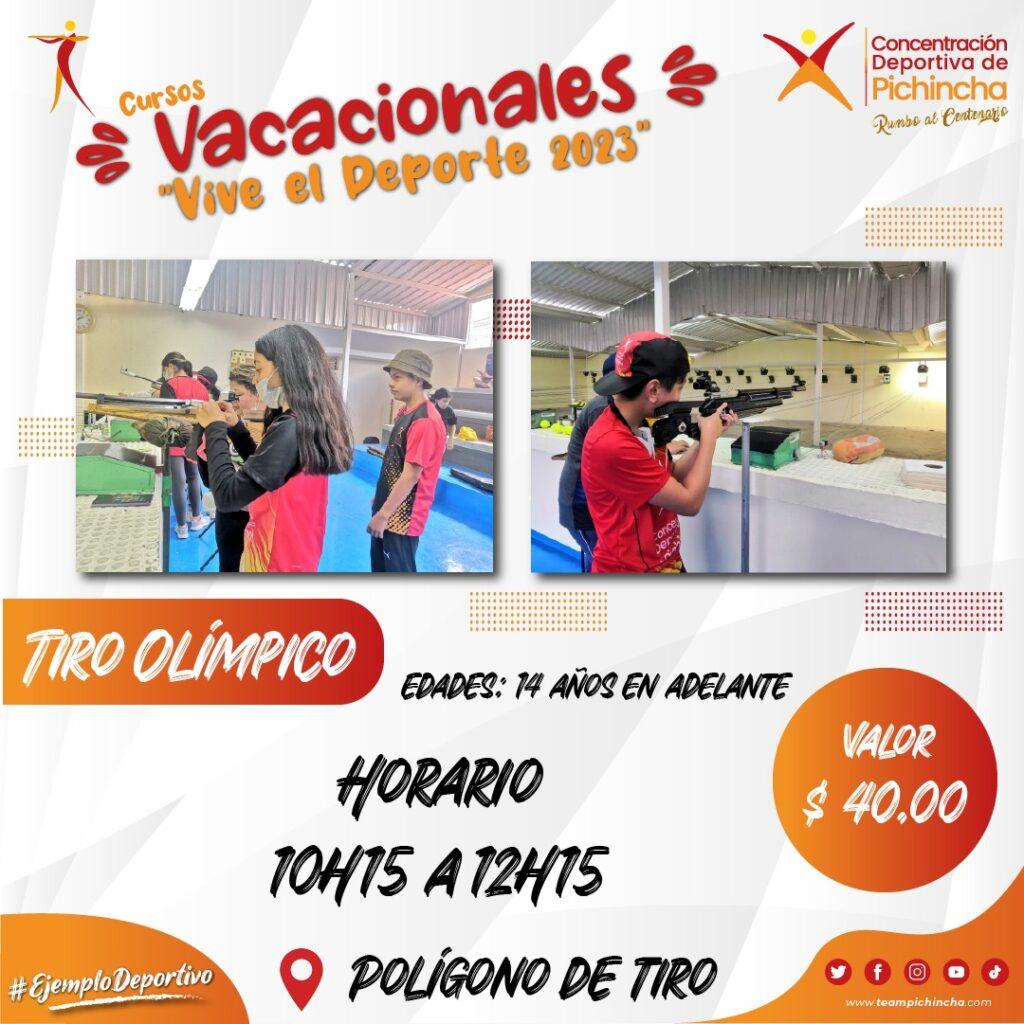 Cursos
Vacacionales
"Vive el Deporte 2023"
Concentración
Deportiva de
Pichincha
Rumbo al Centenario
TIRO OLÍMPICO
EDADES: 14 AÑOS EN ADELANTE
VALOR
$ 40.00
HORARIO
10H15 A 12H15
POLÍGONO DE TIRO
#EjemploDeportivo
www.teampichincha.com